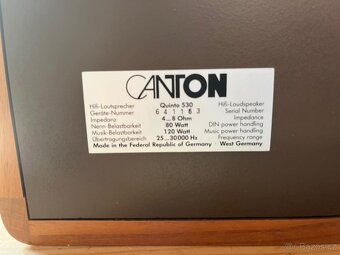 CANTON
Hifi-Lautsprecher Quinto 530 Hifi-Loudspeaker
Geräte-Nummer 641163 Serial Number
Impedanz 4...8 Ohm Impedance
Nenn-Belastbarkeit 80 Watt DIN power handling
Musik-Belastbarkeit 120 Watt Music power handling
Übertragungsbereich 25...30000 Hz Frequency range
Made in the Federal Republic of Germany West Germany